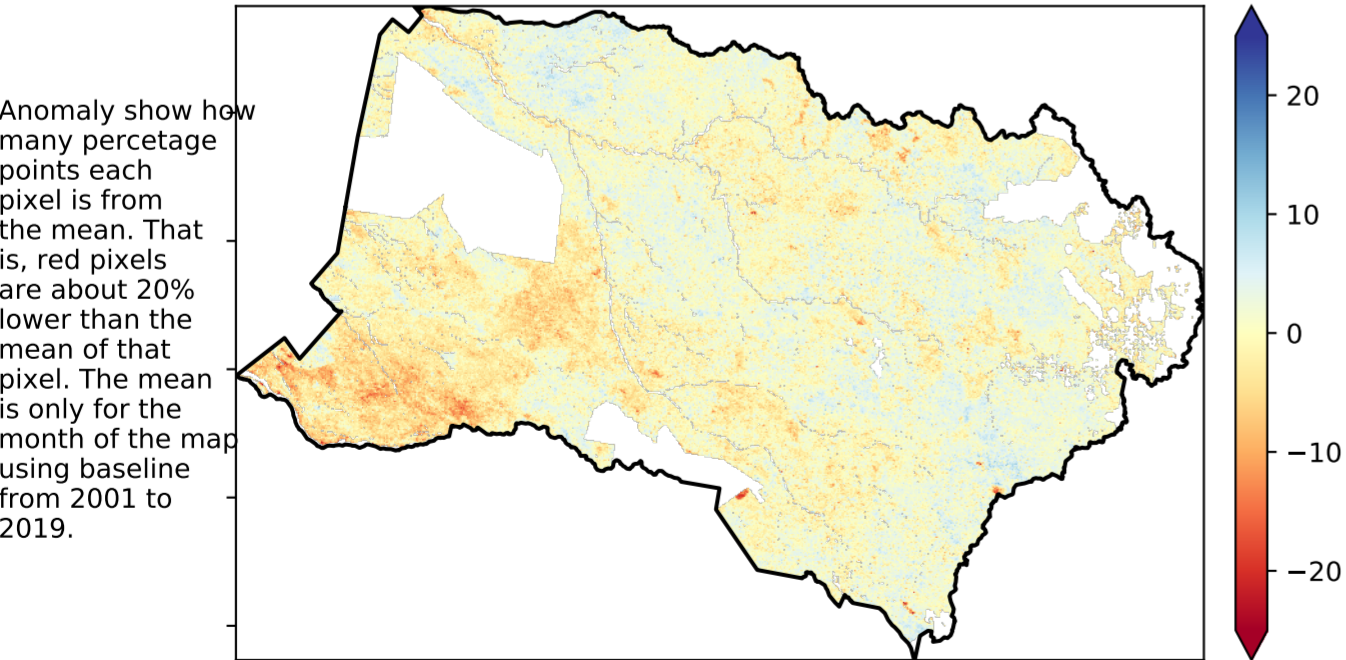 Anomaly show how
many percetage
points each
pixel is from
the mean. That
is, red pixels
are about 20%
lower than the
mean of that
pixel. The mean
is only for the
month of the map
using baseline
from 2001 to
2019.
20
10
0
−10
−20